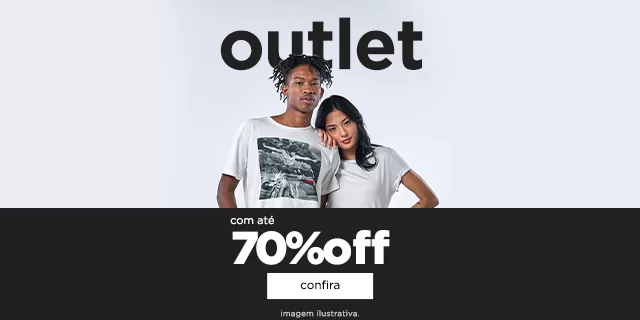 outlet
com até
70%off
confira
imagem ilustrativa.